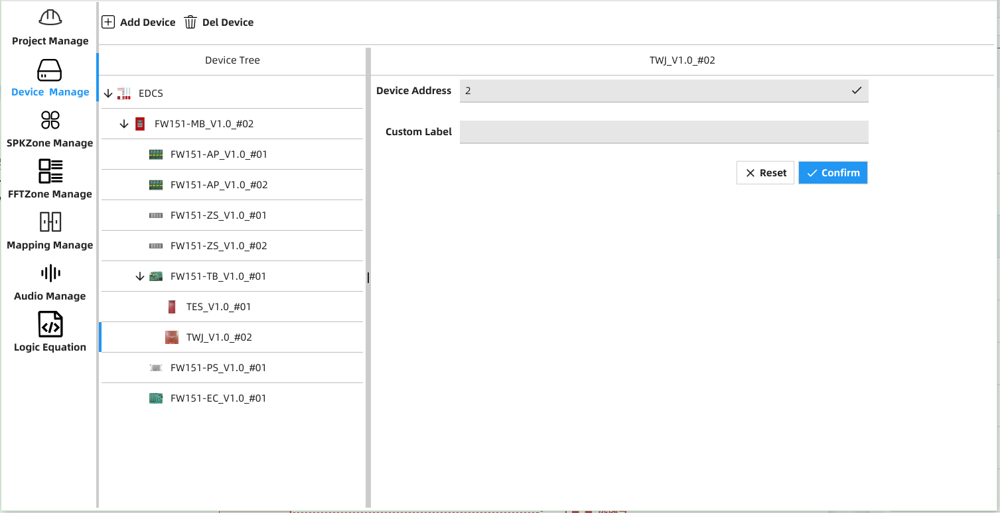 Add Device Del Device
Project Manage
Device Manage
SPKZone Manage
FFTZone Manage
Mapping Manage
Audio Manage
Logic Equation
Device Tree
EDCS
FW151-MB_V1.0_#02
FW151-AP_V1.0_#01
FW151-AP_V1.0_#02
FW151-ZS_V1.0_#01
FW151-ZS_V1.0_#02
FW151-TB_V1.0_#01
TES_V1.0_#01
TWJ_V1.0_#02
FW151-PS_V1.0_#01
FW151-EC_V1.0_#01
TWJ_V1.0_#02
Device Address 2
Custom Label
Reset Confirm